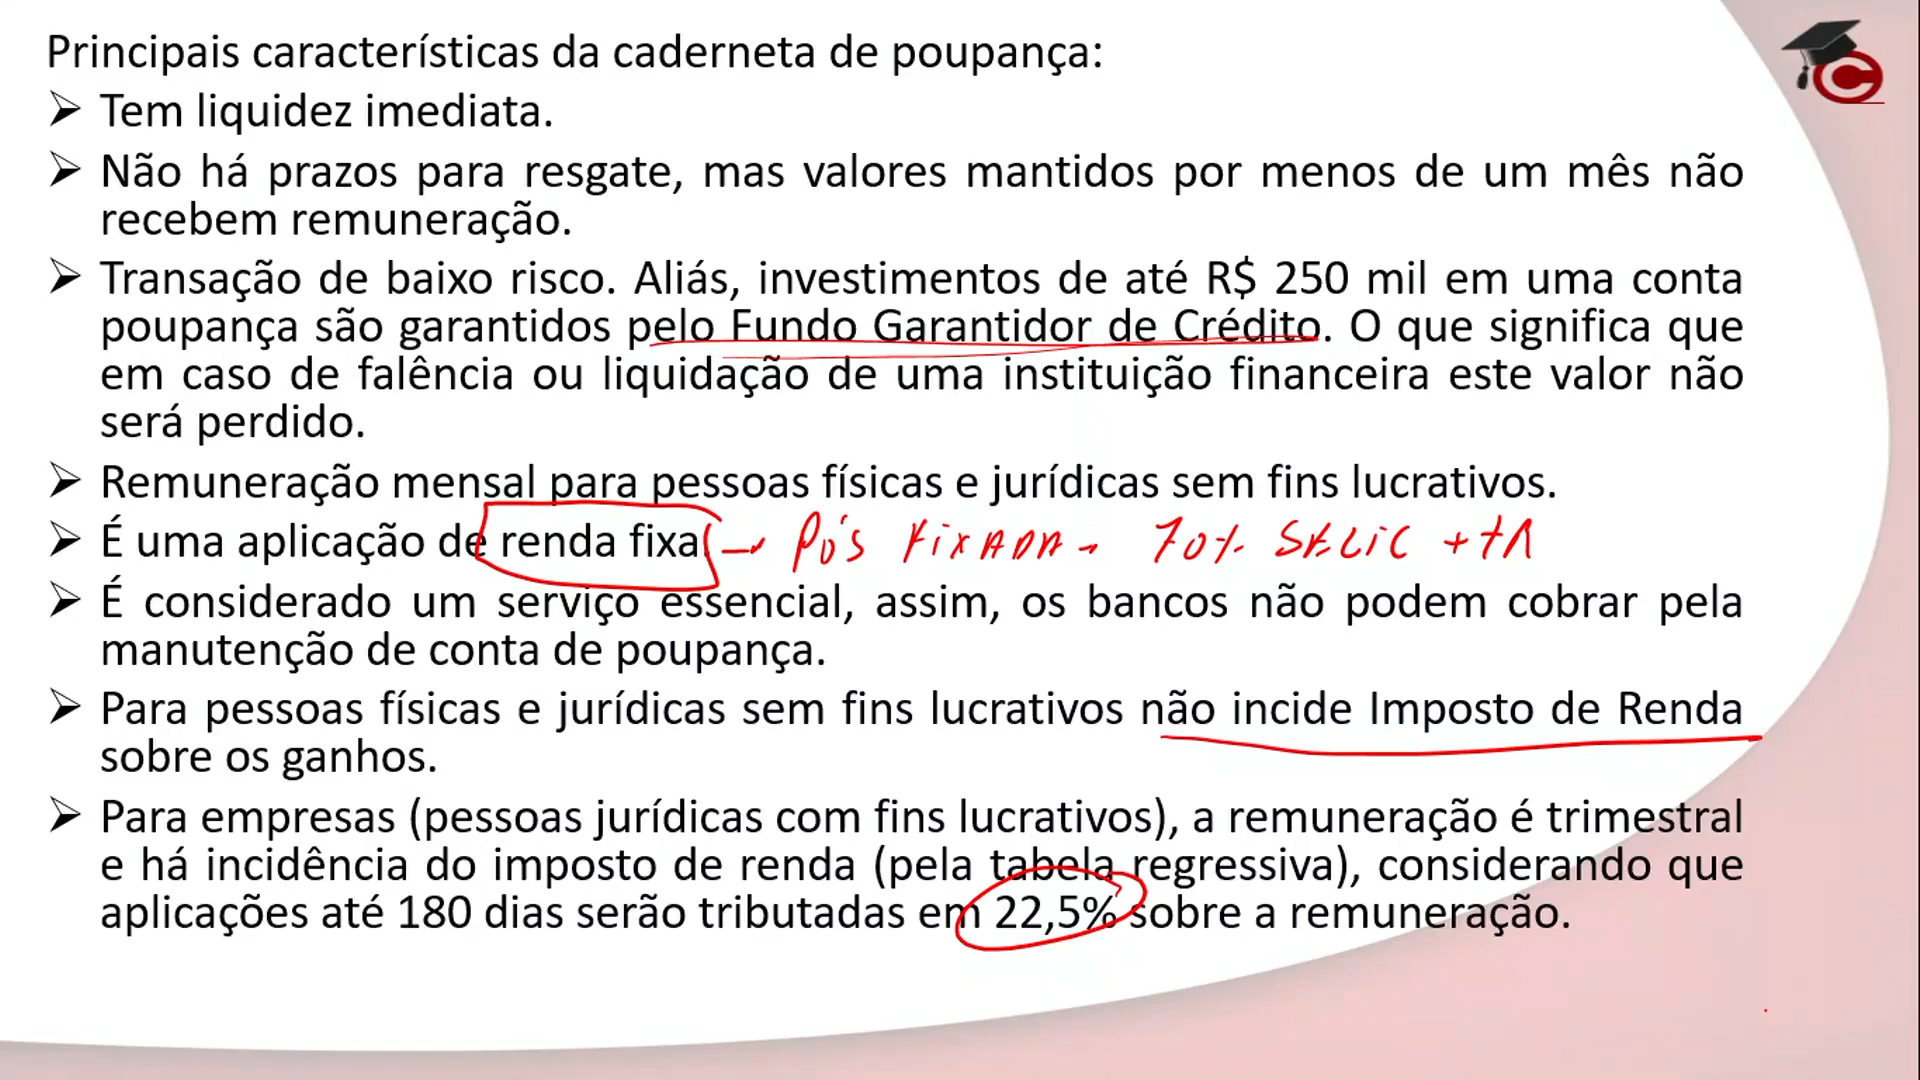 Principais características da caderneta de poupança:
➢ Tem liquidez imediata.
➢ Não há prazos para resgate, mas valores mantidos por menos de um mês não
recebem remuneração.
➢ Transação de baixo risco. Aliás, investimentos de até R$ 250 mil em uma conta
poupança são garantidos pelo Fundo Garantidor de Crédito. O que significa que
em caso de falência ou liquidação de uma instituição financeira este valor não
será perdido.
➢ Remuneração mensal para pessoas físicas e jurídicas sem fins lucrativos.
➢ É uma aplicação de renda fixa. → PÓS FIXADA - 70% SELIC + TR
➢ É considerado um serviço essencial, assim, os bancos não podem cobrar pela
manutenção de conta de poupança.
➢ Para pessoas físicas e jurídicas sem fins lucrativos não incide Imposto de Renda
sobre os ganhos.
➢ Para empresas (pessoas jurídicas com fins lucrativos), a remuneração é trimestral
e há incidência do imposto de renda (pela tabela regressiva), considerando que
aplicações até 180 dias serão tributadas em 22,5% sobre a remuneração.